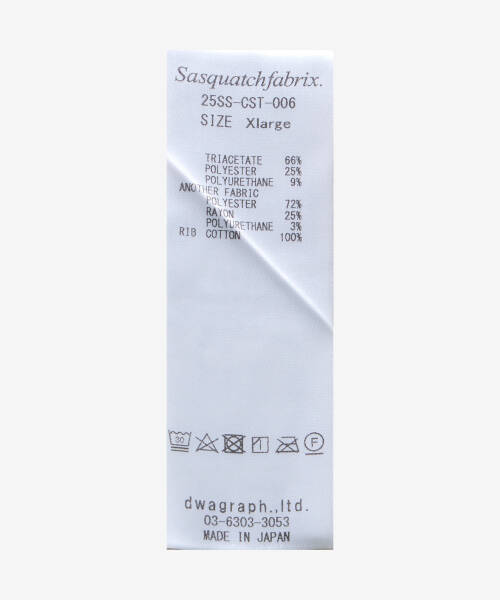 Sasquatchfabrix.
25SS-CST-006
SIZE Xlarge
TRIACETATE 66%
POLYESTER 25%
POLYURETHANE 9%
ANOTHER FABRIC
POLYESTER 72%
RAYON 25%
POLYURETHANE 3%
RIB COTTON 100%
30 F
dwagraph.,ltd.
03-6303-3053
MADE IN JAPAN